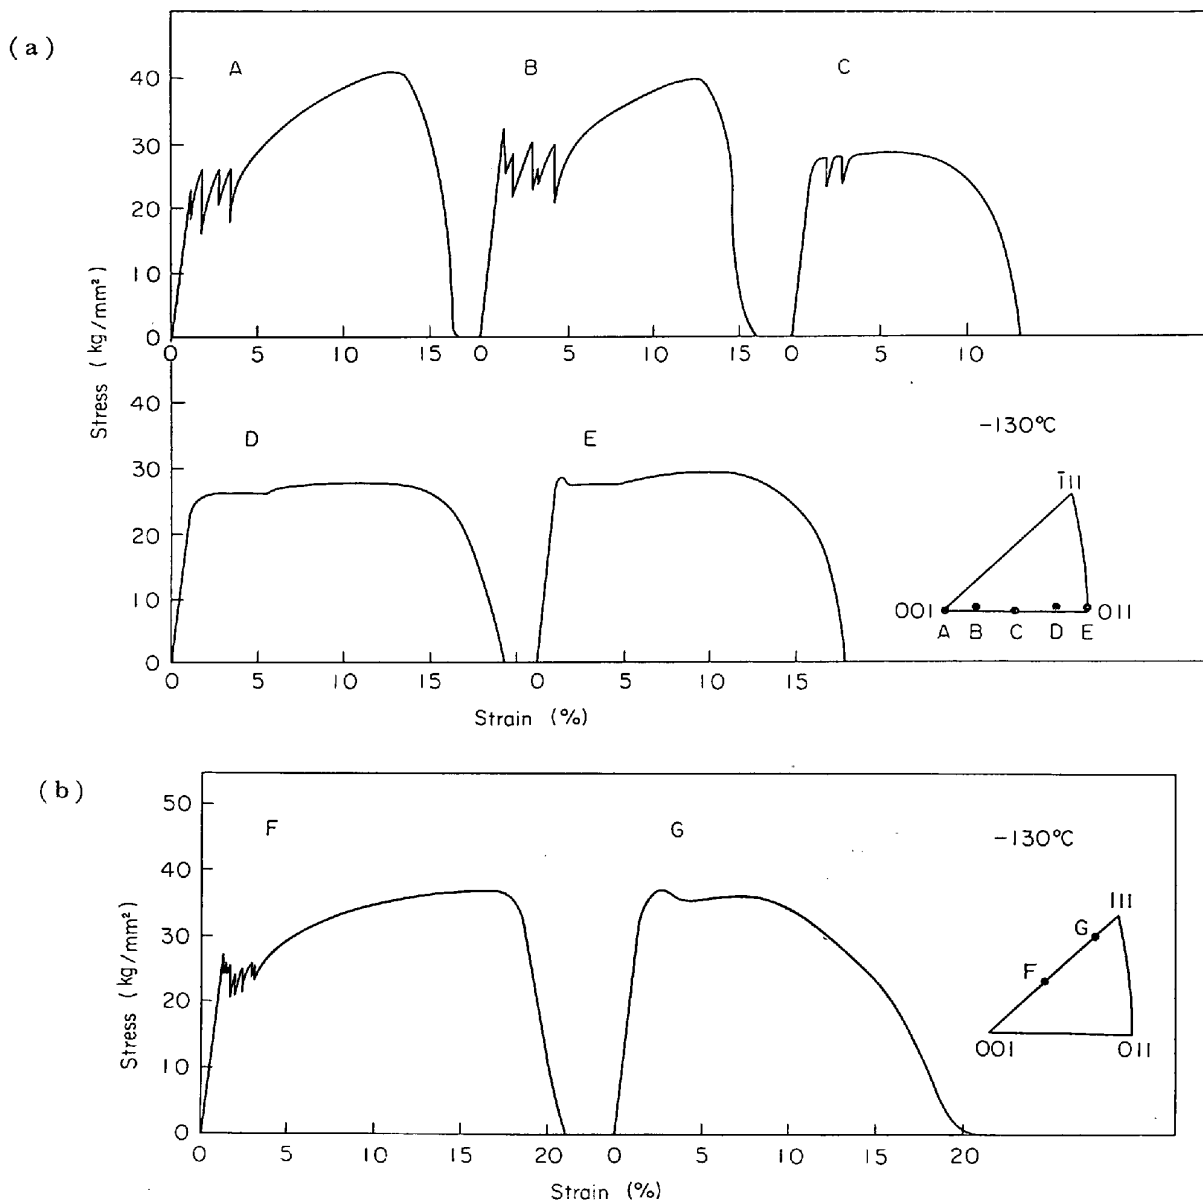 (a)
A B C
40
30
20
10
0
0 5 10 15 0 5 10 15 0 5 10
Stress (kg/mm²)
40
30
20
10
0
D E
-130°C
1̄11
001 011
A B C D E
0 5 10 15 0 5 10 15
Strain (%)
(b)
50
40
30
20
10
0
Stress (kg/mm²)
F G
-130°C
111
G
F
001 011
0 5 10 15 20 0 5 10 15 20
Strain (%)